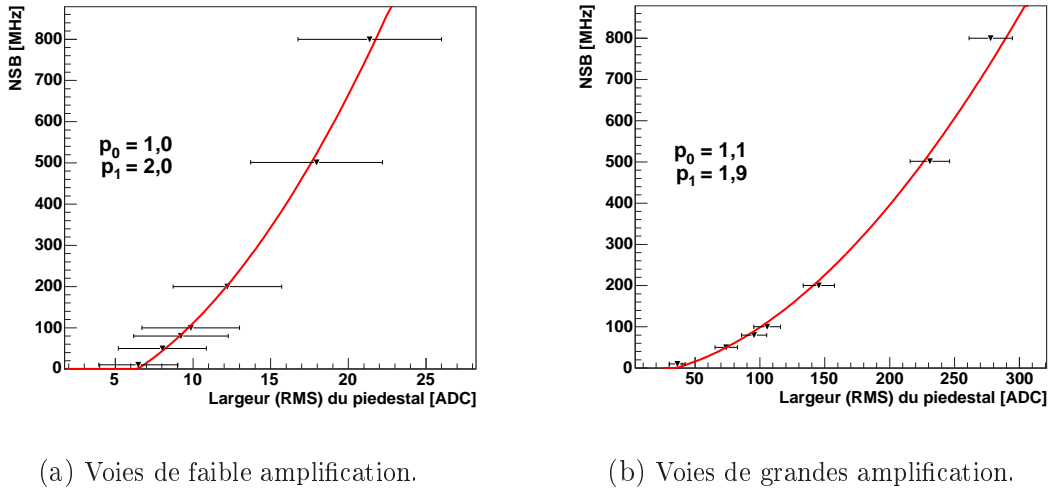 NSB [MHz]
800
700
600
500
400
300
200
100
0
p0 = 1,0
p1 = 2,0
5 10 15 20 25
Largeur (RMS) du piedestal [ADC]
(a) Voies de faible amplification.
NSB [MHz]
800
700
600
500
400
300
200
100
0
p0 = 1,1
p1 = 1,9
50 100 150 200 250 300
Largeur (RMS) du piedestal [ADC]
(b) Voies de grandes amplification.